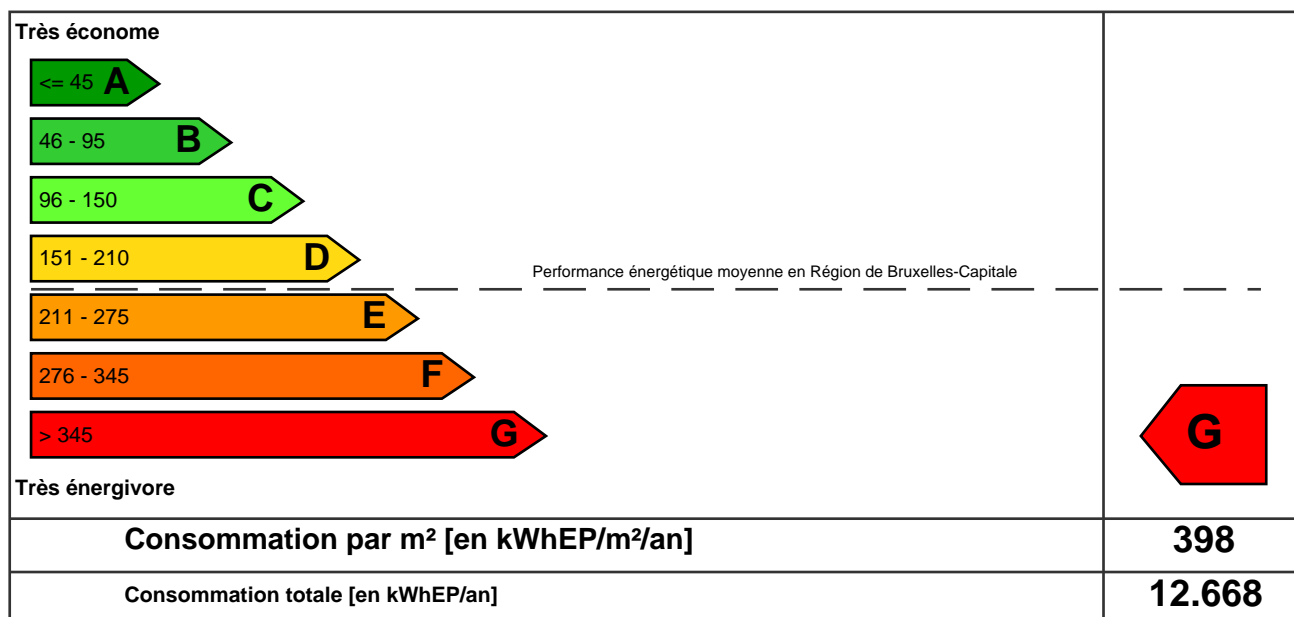 Très économe
<= 45 A
46 - 95 B
96 - 150 C
151 - 210 D
Performance énergétique moyenne en Région de Bruxelles-Capitale
211 - 275 E
276 - 345 F
> 345 G
G
Très énergivore
Consommation par m² [en kWhEP/m²/an] 398
Consommation totale [en kWhEP/an] 12.668